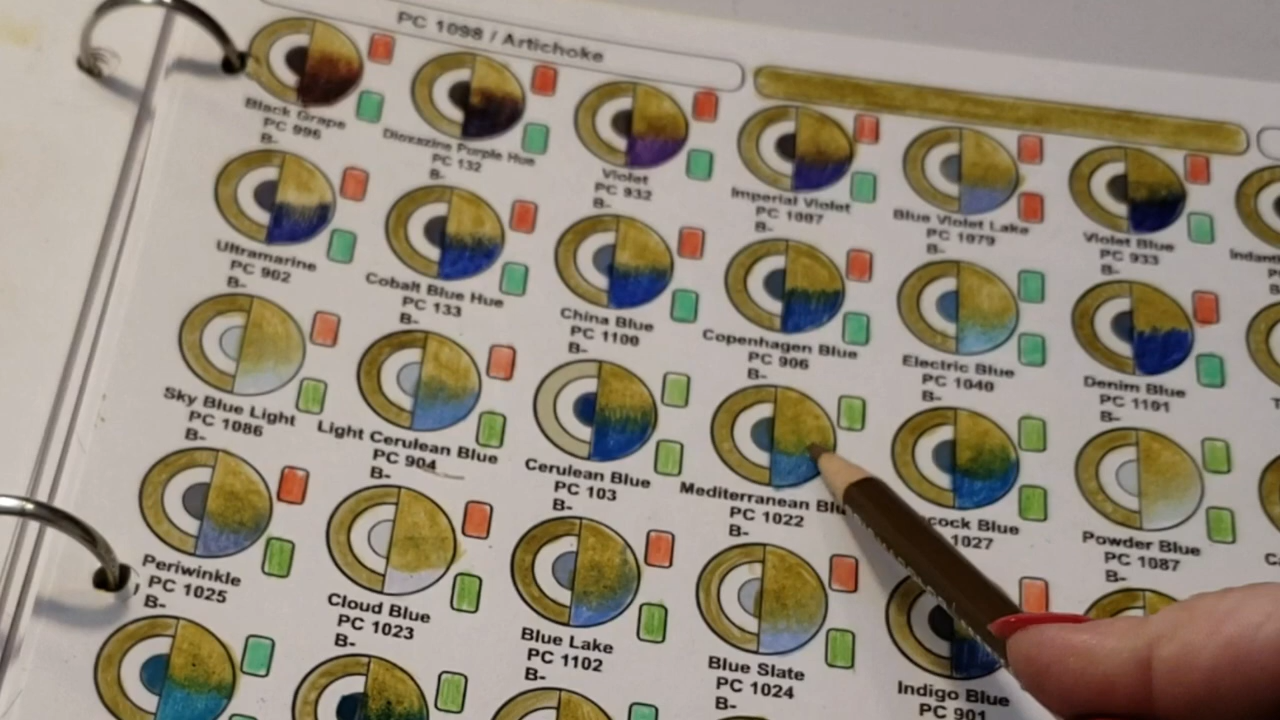 PC 1098 / Artichoke
Black Grape
PC 996
B-
Dioxazine Purple Hue
PC 132
B-
Violet
PC 932
B-
Imperial Violet
PC 1007
B-
Blue Violet Lake
PC 1079
B-
Violet Blue
PC 933
B-
Ultramarine
PC 902
B-
Cobalt Blue Hue
PC 133
B-
China Blue
PC 1100
B-
Copenhagen Blue
PC 906
B-
Electric Blue
PC 1040
B-
Denim Blue
PC 1101
B-
Sky Blue Light
PC 1086
B-
Light Cerulean Blue
PC 904
B-
Cerulean Blue
PC 103
B-
Mediterranean Blu
PC 1022
B-
cock Blue
1027
Powder Blue
PC 1087
B-
Periwinkle
PC 1025
B-
Cloud Blue
PC 1023
B-
Blue Lake
PC 1102
B-
Blue Slate
PC 1024
B-
Indigo Blue
PC 901